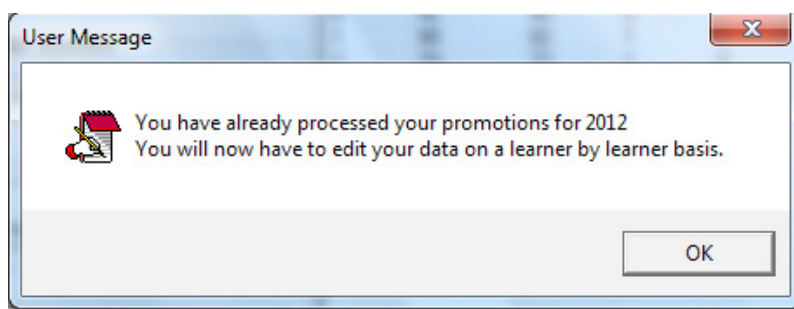 User Message
You have already processed your promotions for 2012
You will now have to edit your data on a learner by learner basis.
OK